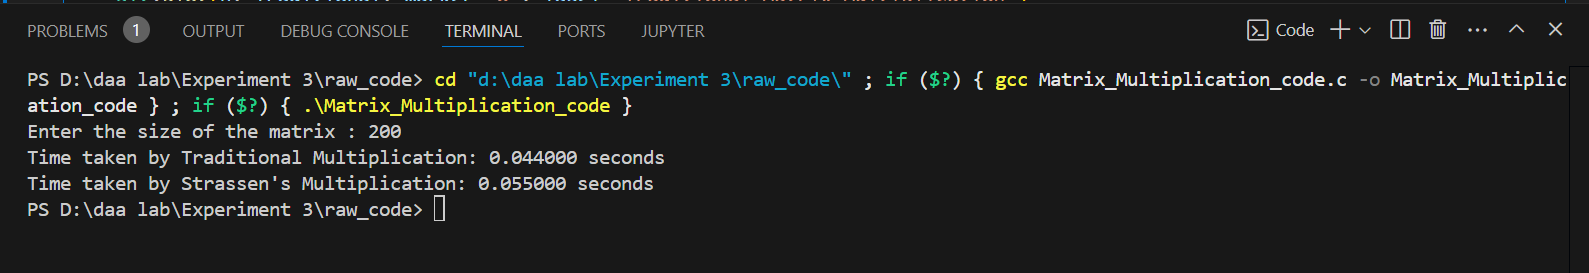 PROBLEMS 1 OUTPUT DEBUG CONSOLE TERMINAL PORTS JUPYTER Code
PS D:\daa lab\Experiment 3\raw_code> cd "d:\daa lab\Experiment 3\raw_code\" ; if ($?) { gcc Matrix_Multiplication_code.c -o Matrix_Multiplic
ation_code } ; if ($?) { .\Matrix_Multiplication_code }
Enter the size of the matrix : 200
Time taken by Traditional Multiplication: 0.044000 seconds
Time taken by Strassen's Multiplication: 0.055000 seconds
PS D:\daa lab\Experiment 3\raw_code>